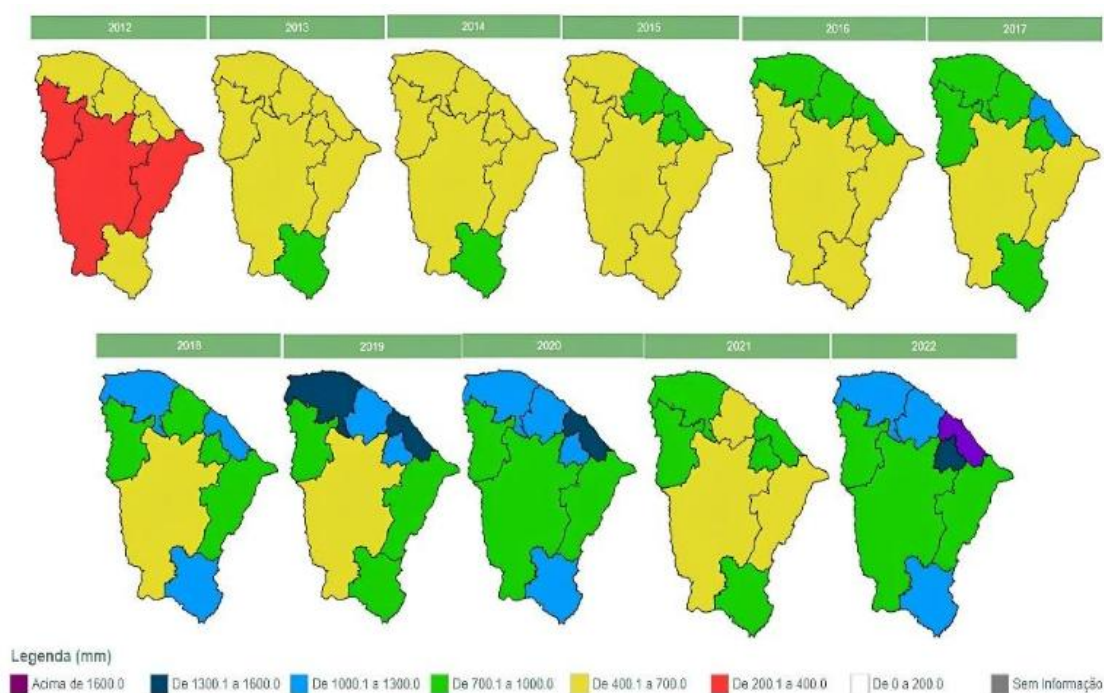 2012 2013 2014 2015 2016 2017
2018 2019 2020 2021 2022
Legenda (mm)
Acima de 1600.0 De 1300.1 a 1600.0 De 1000.1 a 1300.0 De 700.1 a 1000.0 De 400.1 a 700.0 De 200.1 a 400.0 De 0 a 200.0 Sem Informação